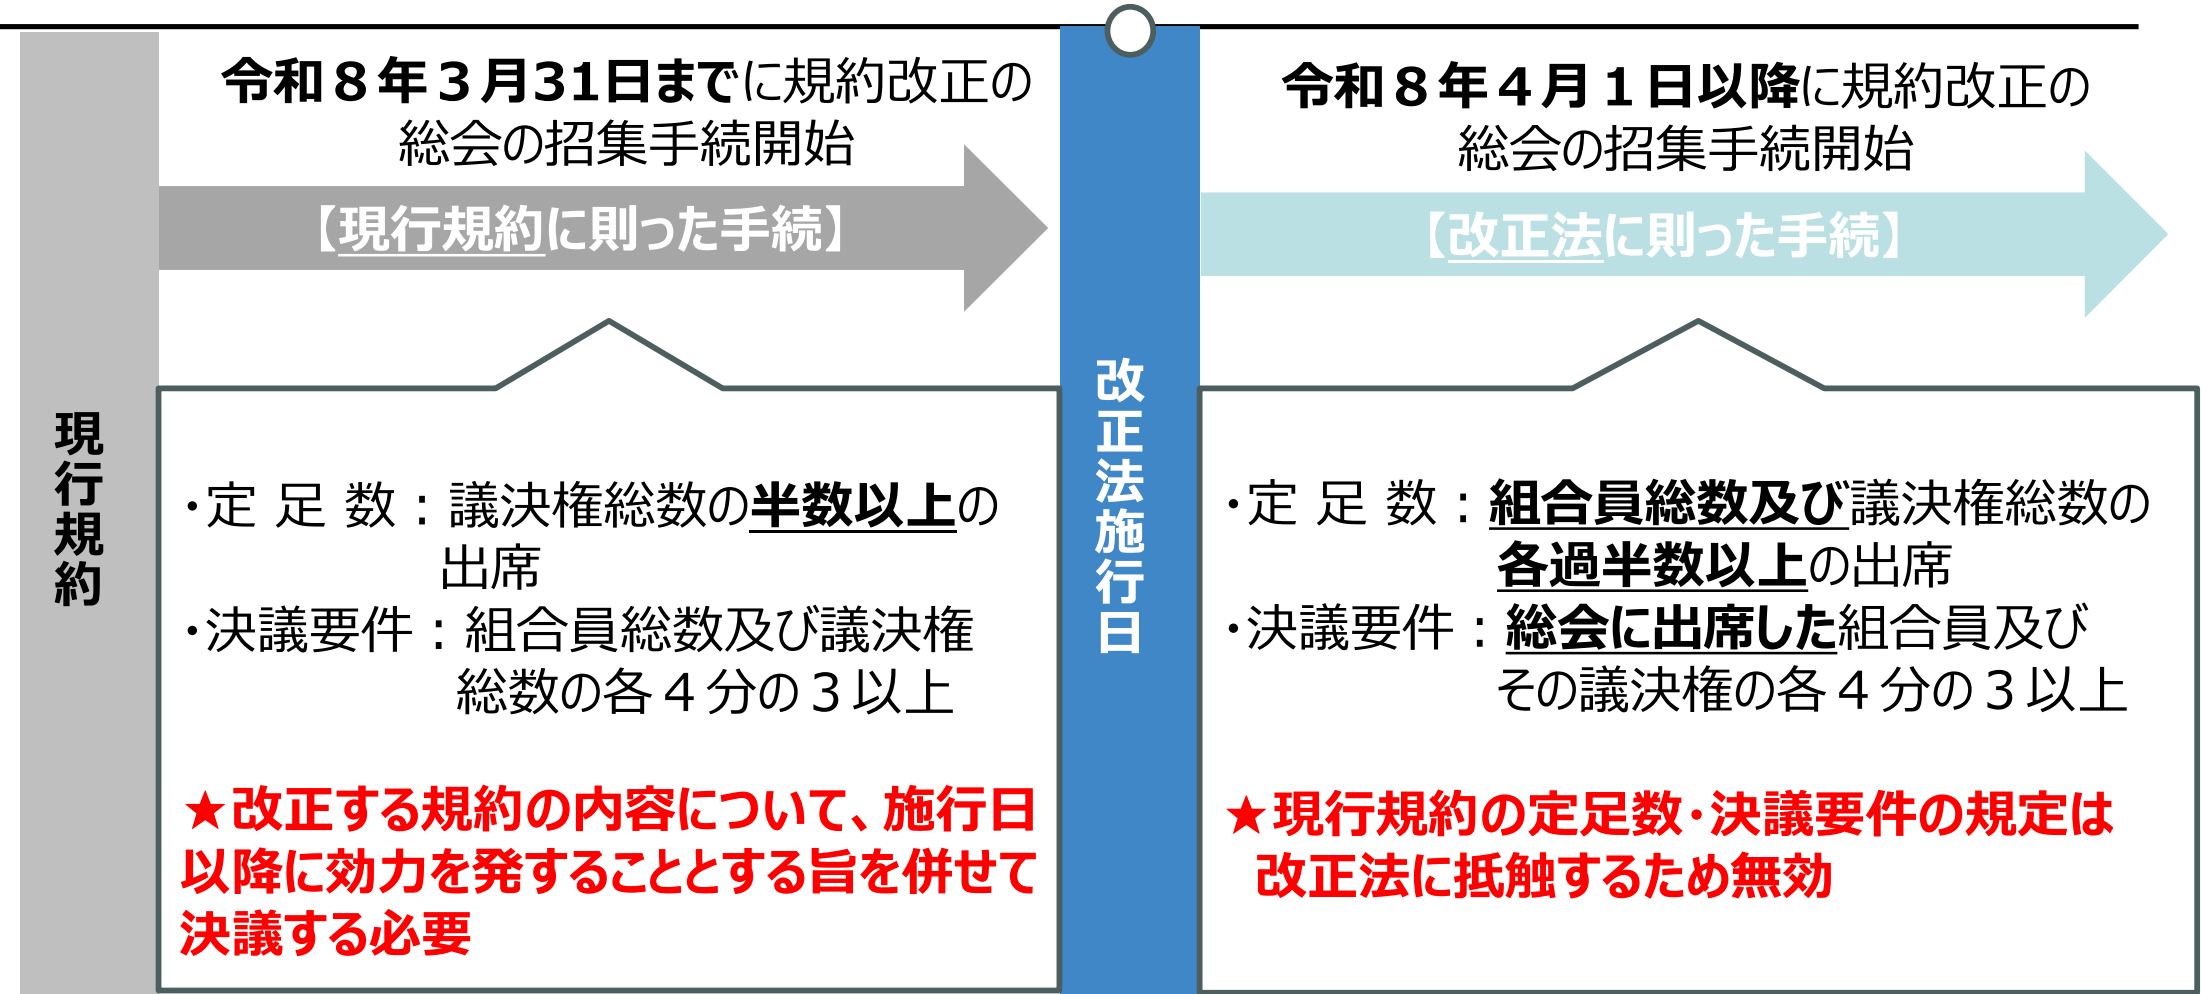 現行規約
令和８年３月31日までに規約改正の
総会の招集手続開始
【現行規約に則った手続】
・定 足 数：議決権総数の半数以上の
出席
・決議要件：組合員総数及び議決権
総数の各４分の３以上
★改正する規約の内容について、施行日
以降に効力を発することとする旨を併せて
決議する必要
改正法施行日
令和８年４月１日以降に規約改正の
総会の招集手続開始
【改正法に則った手続】
・定 足 数：組合員総数及び議決権総数の
各過半数以上の出席
・決議要件：総会に出席した組合員及び
その議決権の各４分の３以上
★現行規約の定足数・決議要件の規定は
改正法に抵触するため無効